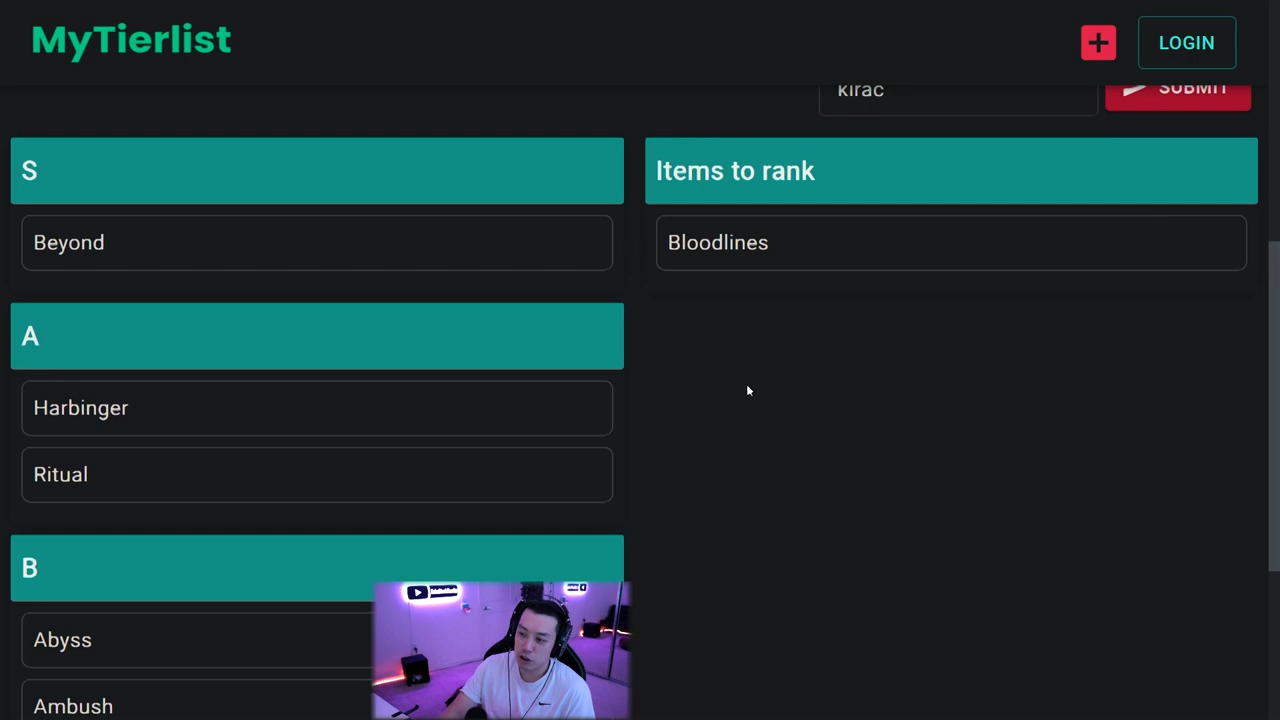 MyTierlist
LOGIN
kirac
SUBMIT
S
Beyond
A
Harbinger
Ritual
B
Abyss
Ambush
Items to rank
Bloodlines